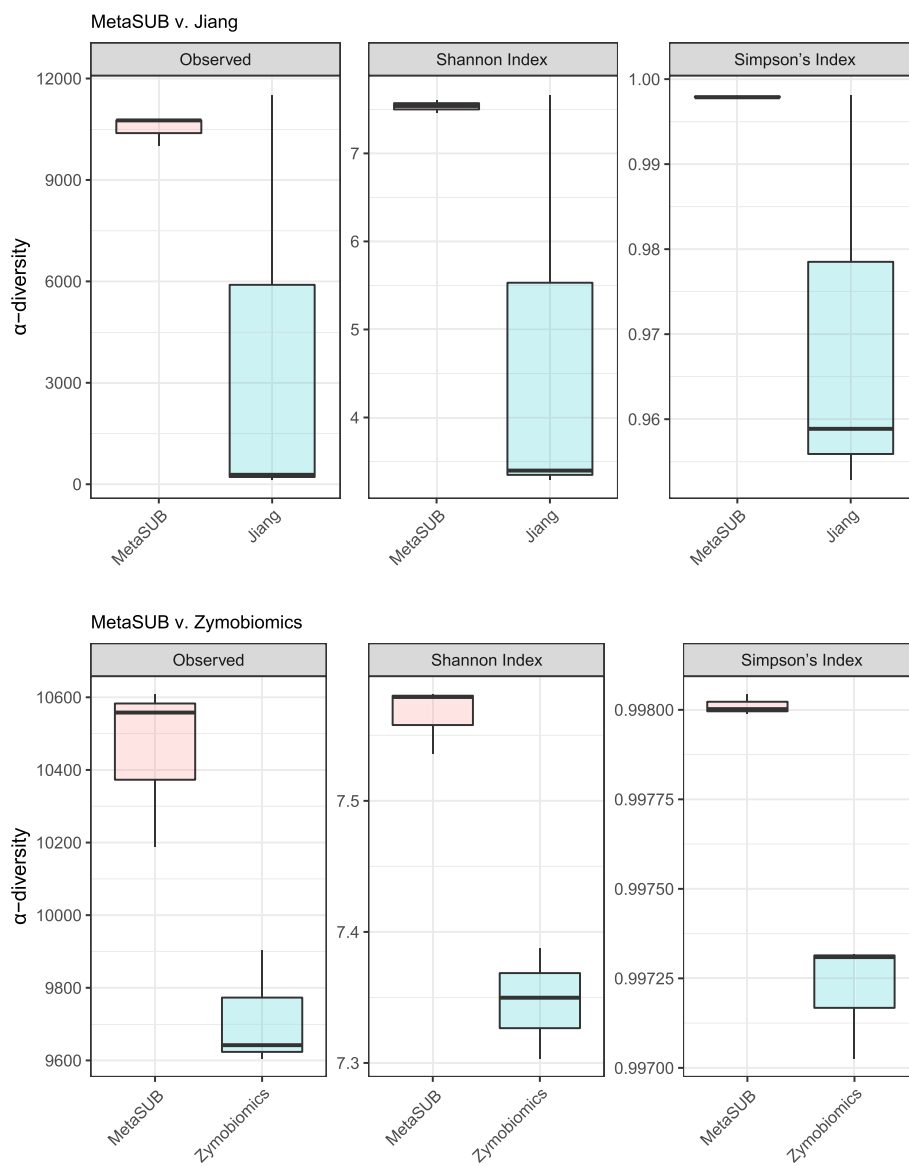 MetaSUB v. Jiang
Observed
Shannon Index
Simpson's Index
α−diversity
12000
9000
6000
3000
0
7
6
5
4
1.00
0.99
0.98
0.97
0.96
MetaSUB
Jiang
MetaSUB
Jiang
MetaSUB
Jiang
MetaSUB v. Zymobiomics
Observed
Shannon Index
Simpson's Index
α−diversity
10600
10400
10200
10000
9800
9600
7.5
7.4
7.3
0.99800
0.99775
0.99750
0.99725
0.99700
MetaSUB
Zymobiomics
MetaSUB
Zymobiomics
MetaSUB
Zymobiomics